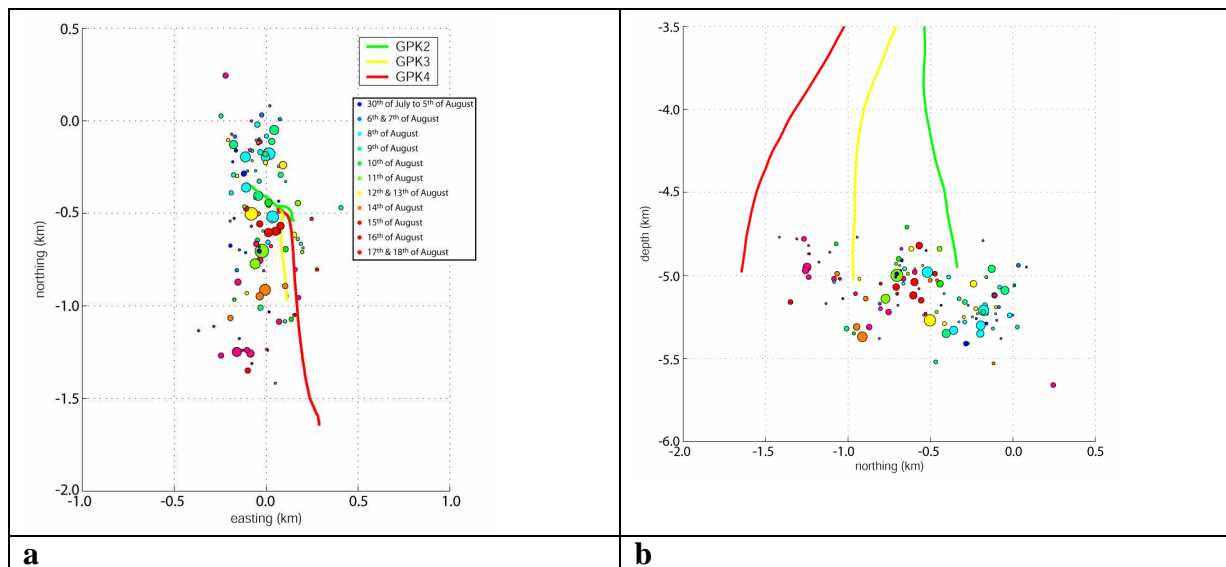 0.5
0.0
-0.5
-1.0
-1.5
-2.0
northing (km)
-1.0
-0.5
0.0
0.5
1.0
easting (km)
GPK2
GPK3
GPK4
30th of July to 5th of August
6th & 7th of August
8th of August
9th of August
10th of August
11th of August
12th & 13th of August
14th of August
15th of August
16th of August
17th & 18th of August
-3.5
-4.0
-4.5
-5.0
-5.5
-6.0
depth (km)
-2.0
-1.5
-1.0
-0.5
0.0
0.5
northing (km)
GPK2
GPK3
GPK4
a
b